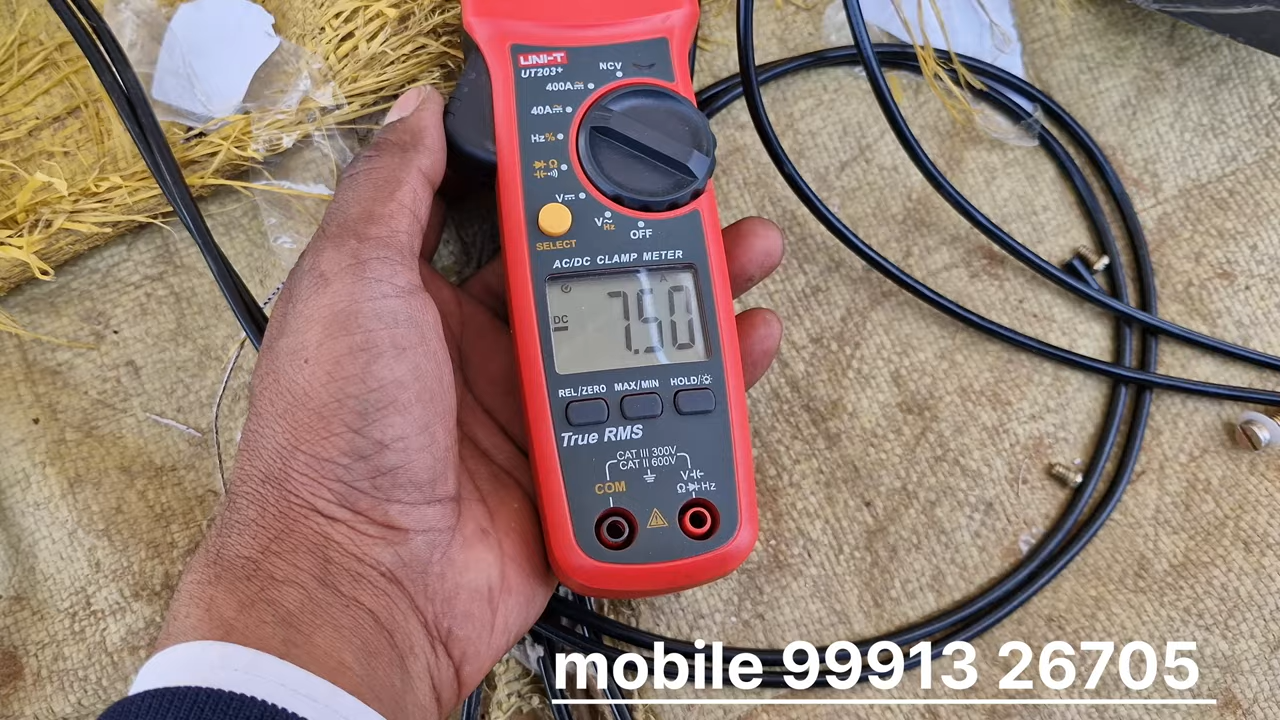 UNI-T
UT203+
NCV
400A
40A
Hz%
Ω
V
V Hz
OFF
SELECT
AC/DC CLAMP METER
A
DC
7.50
REL/ZERO MAX/MIN HOLD/
True RMS
CAT III 300V
CAT II 600V
COM
V
Ω Hz
mobile 99913 26705